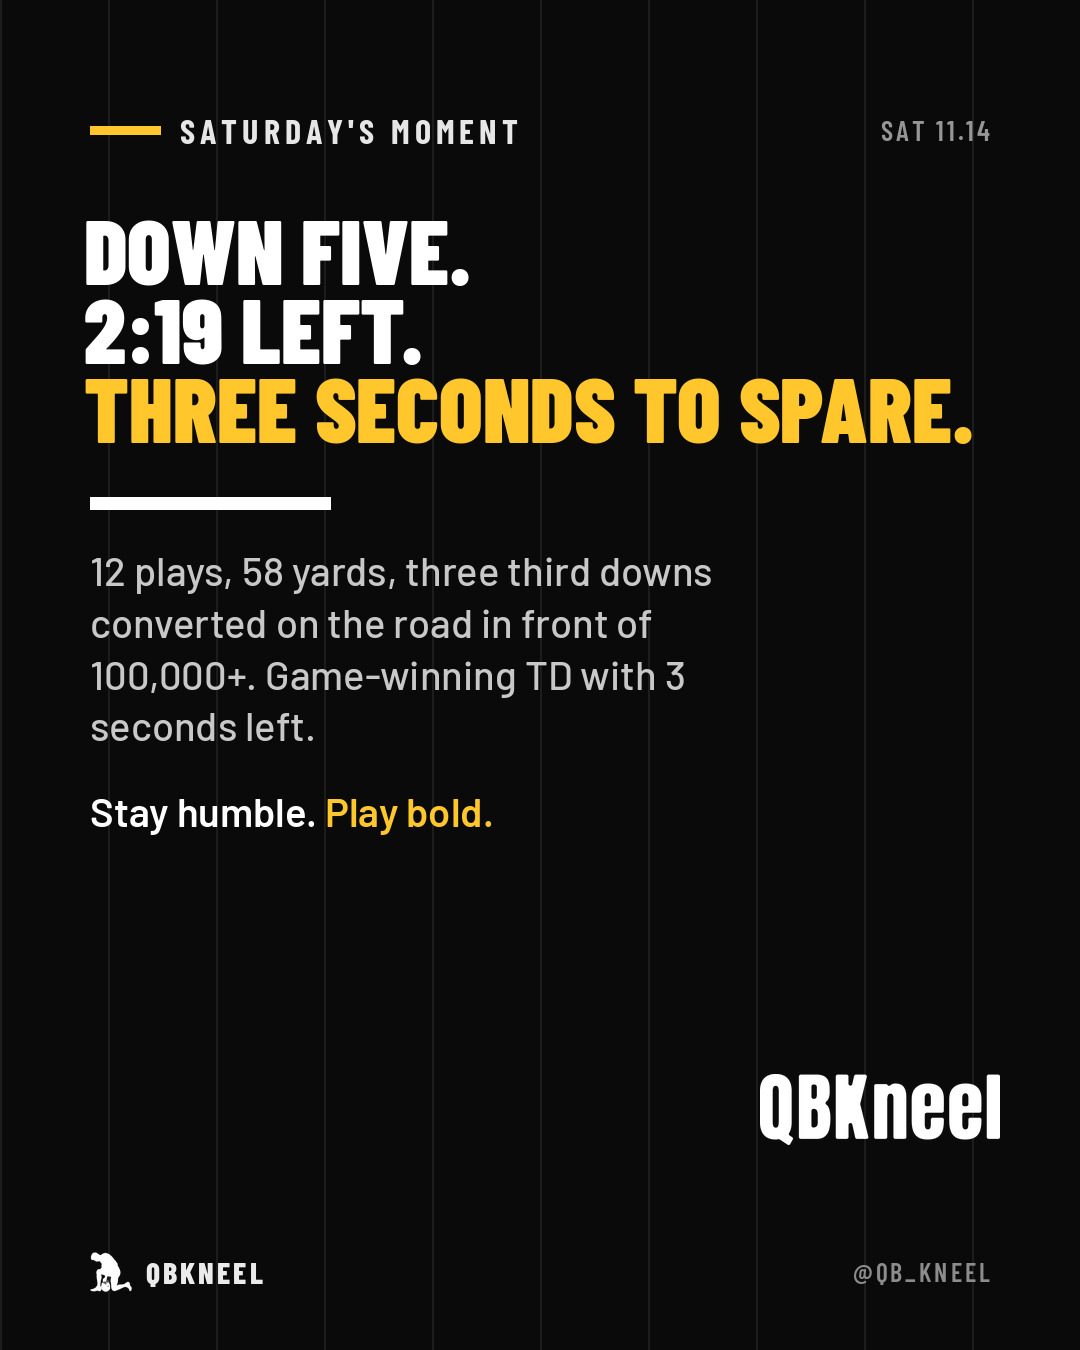 SATURDAY'S MOMENT
SAT 11.14
DOWN FIVE.
2:19 LEFT.
THREE SECONDS TO SPARE.
12 plays, 58 yards, three third downs
converted on the road in front of
100,000+. Game-winning TD with 3
seconds left.
Stay humble. Play bold.
QBKneel
QBKNEEL
@QB_KNEEL